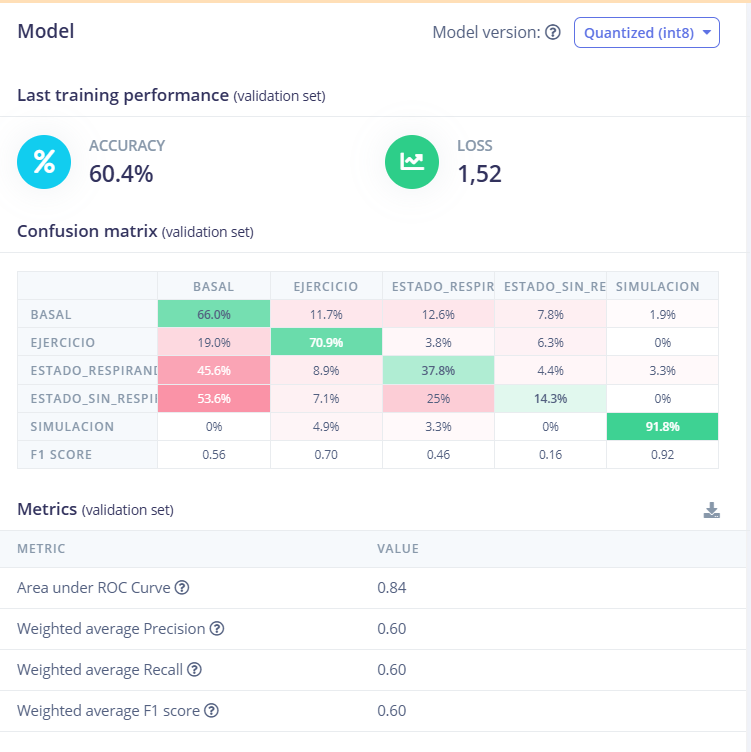 Model
Model version: Quantized (int8)
Last training performance (validation set)
ACCURACY
60.4%
LOSS
1,52
Confusion matrix (validation set)
BASAL EJERCICIO ESTADO_RESPIR ESTADO_SIN_RE SIMULACION
BASAL 66.0% 11.7% 12.6% 7.8% 1.9%
EJERCICIO 19.0% 70.9% 3.8% 6.3% 0%
ESTADO_RESPIRAND 45.6% 8.9% 37.8% 4.4% 3.3%
ESTADO_SIN_RESPI 53.6% 7.1% 25% 14.3% 0%
SIMULACION 0% 4.9% 3.3% 0% 91.8%
F1 SCORE 0.56 0.70 0.46 0.16 0.92
Metrics (validation set)
METRIC VALUE
Area under ROC Curve 0.84
Weighted average Precision 0.60
Weighted average Recall 0.60
Weighted average F1 score 0.60